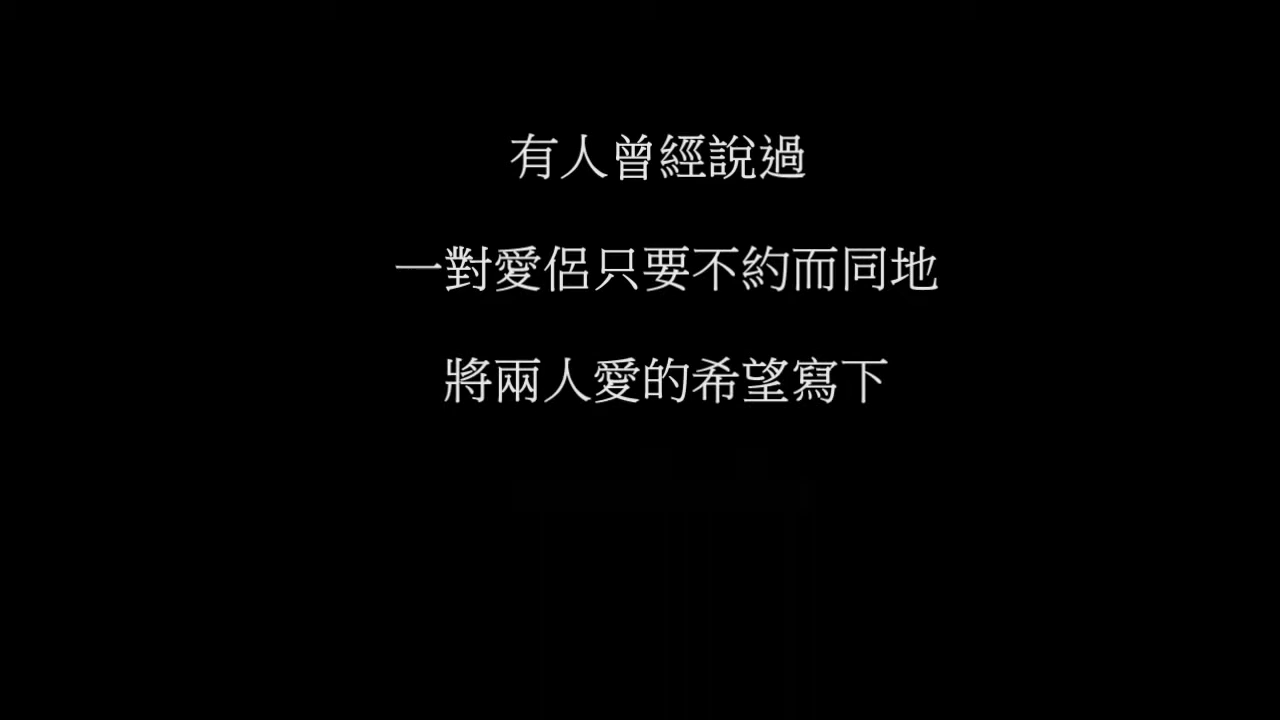 有人曾經說過
一對愛侶只要不約而同地
將兩人愛的希望寫下